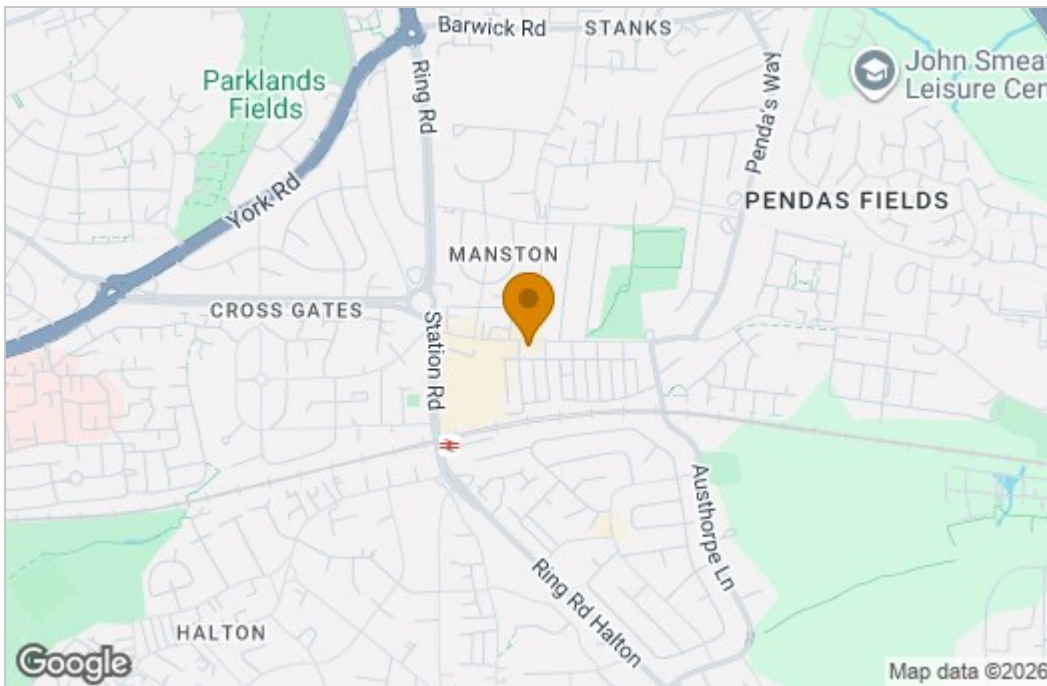 Barwick Rd
STANKS
John Smeat
Leisure Cen
Parklands
Fields
Ring Rd
Penda's Way
York Rd
PENDAS FIELDS
MANSTON
CROSS GATES
Station Rd
Austhorpe Ln
Ring Rd Halton
HALTON
Google
Map data ©2026